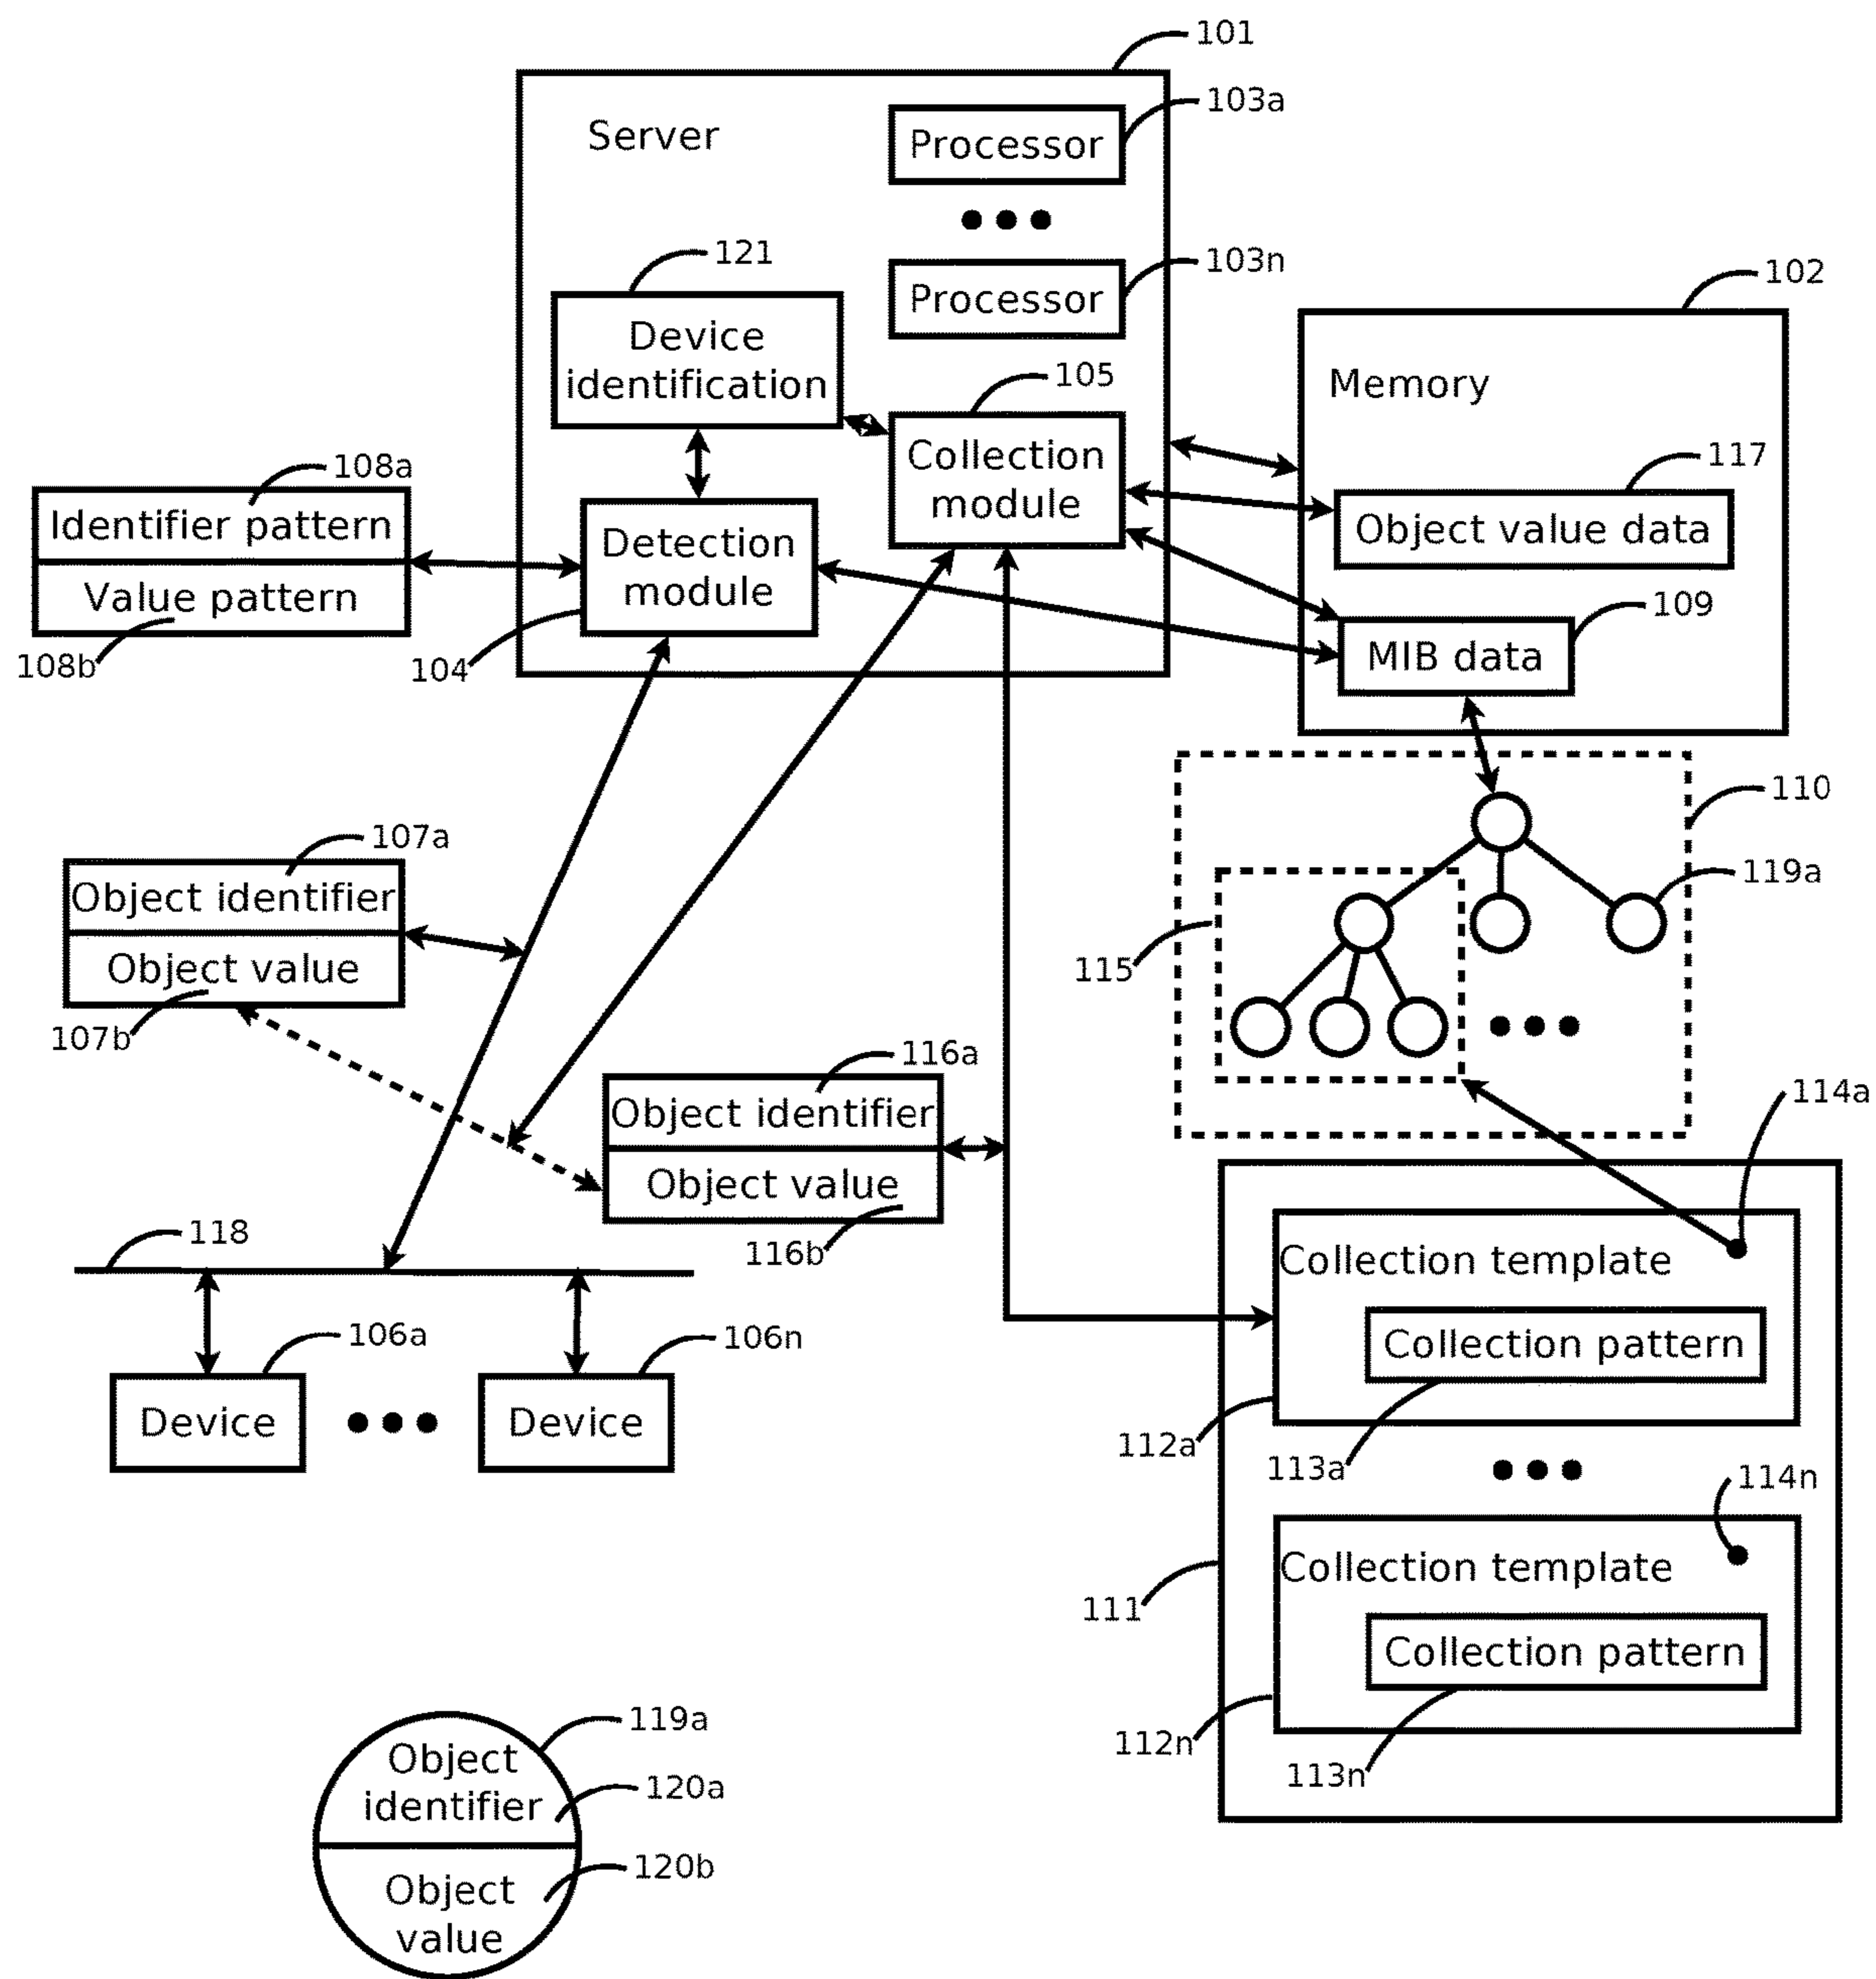 101
103a
Server
Processor
103n
121
Processor
102
Device
identification
105
Memory
108a
Collection
module
117
Identifier pattern
Value pattern
Detection
module
Object value data
109
108b
104
MIB data
110
107a
119a
Object identifier
Object value
115
107b
116a
114a
Object identifier
Object value
118
116b
Collection template
106a
106n
Collection pattern
Device
Device
112a
113a
114n
Collection template
111
Collection pattern
119a
112n
113n
Object
identifier
120a
120b
Object
value